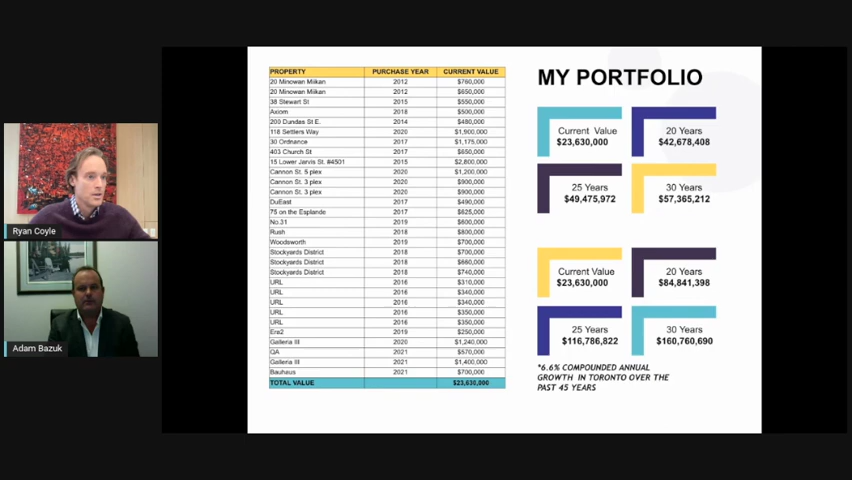 PROPERTY PURCHASE YEAR CURRENT VALUE
20 Minowan Miikan 2012 $760,000
20 Minowan Miikan 2012 $650,000
38 Stewart St 2015 $550,000
Axiom 2018 $500,000
200 Dundas St E. 2014 $480,000
116 Settlers Way 2020 $1,900,000
30 Ordnance 2017 $1,175,000
403 Church St 2017 $650,000
15 Lower Jarvis St. #4501 2015 $2,800,000
Cannon St. 5 plex 2020 $1,200,000
Cannon St. 3 plex 2020 $900,000
Cannon St. 3 plex 2020 $900,000
DuEast 2017 $490,000
75 on the Esplande 2017 $625,000
No.31 2019 $600,000
Rush 2018 $800,000
Woodsworth 2019 $700,000
Stockyards District 2018 $700,000
Stockyards District 2018 $660,000
Stockyards District 2018 $740,000
URL 2016 $310,000
URL 2016 $340,000
URL 2016 $340,000
URL 2016 $350,000
URL 2016 $350,000
Era2 2019 $250,000
Galleria III 2020 $1,240,000
QA 2021 $570,000
Galleria III 2021 $1,400,000
Bauhaus 2021 $700,000
TOTAL VALUE $23,630,000
MY PORTFOLIO
Current Value
$23,630,000
20 Years
$42,678,408
25 Years
$49,475,972
30 Years
$57,365,212
Current Value
$23,630,000
20 Years
$84,841,398
25 Years
$116,786,822
30 Years
$160,760,690
*6.6% COMPOUNDED ANNUAL
GROWTH IN TORONTO OVER THE
PAST 45 YEARS
Ryan Coyle
Adam Bazuk